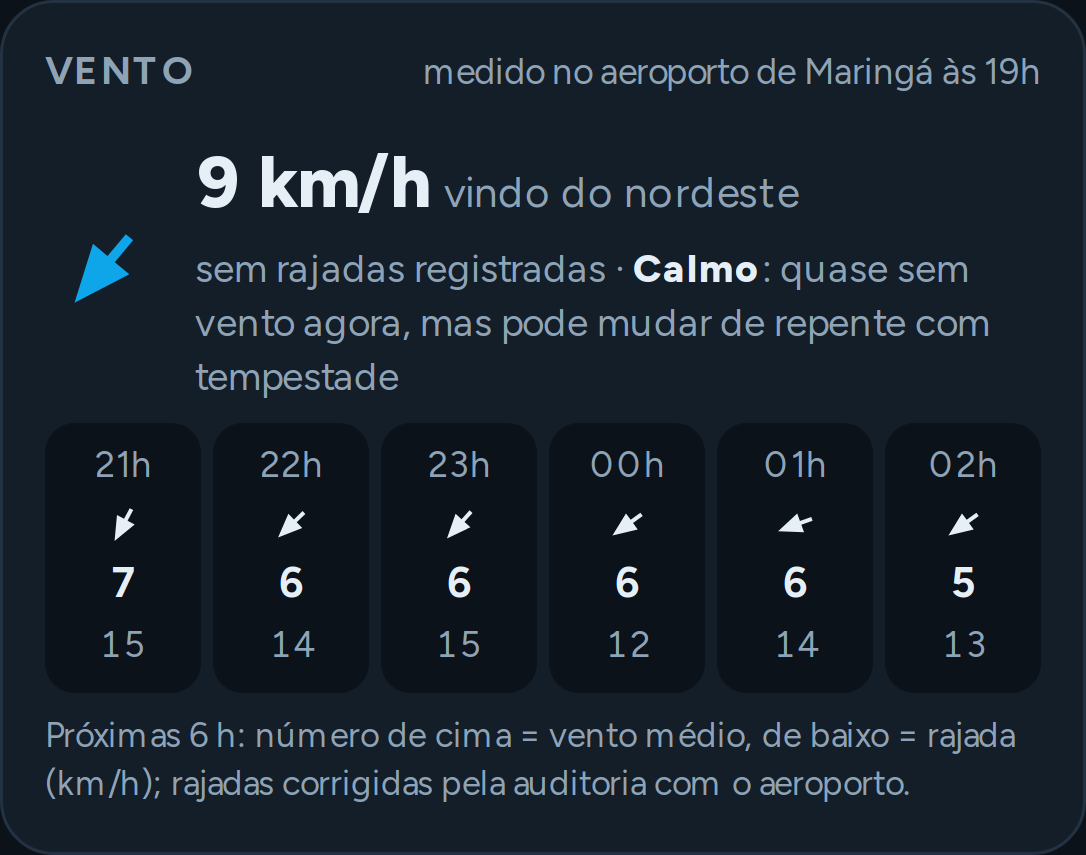 VENTO medido no aeroporto de Maringá às 19h
9 km/h vindo do nordeste
sem rajadas registradas · Calmo: quase sem
vento agora, mas pode mudar de repente com
tempestade
21h 22h 23h 00h 01h 02h
7 6 6 6 6 5
15 14 15 12 14 13
Próximas 6 h: número de cima = vento médio, de baixo = rajada
(km/h); rajadas corrigidas pela auditoria com o aeroporto.